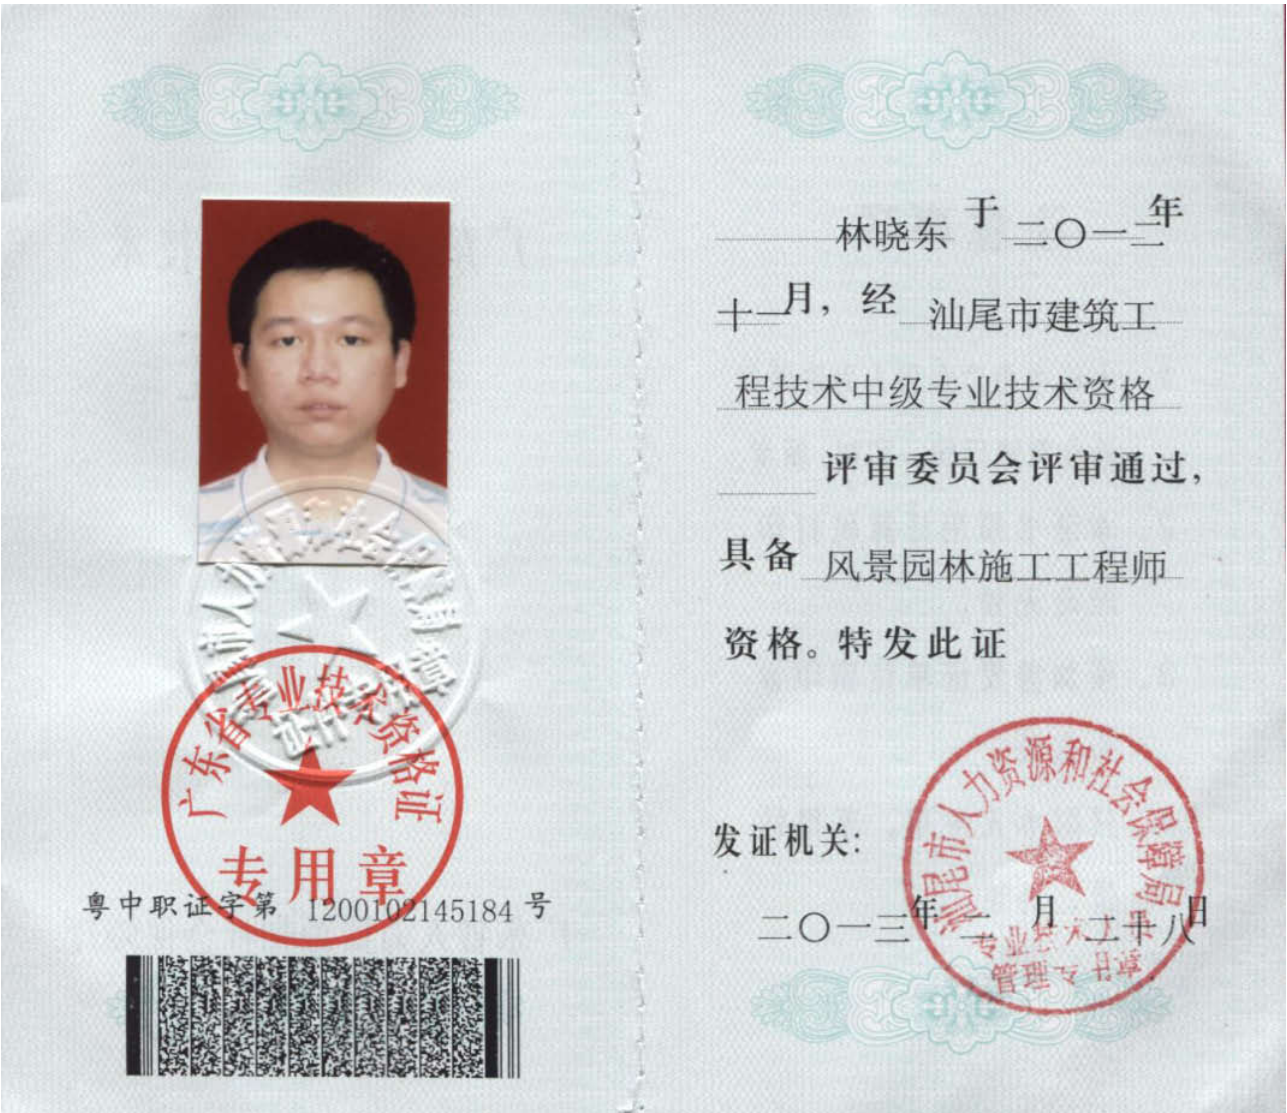 广东省专业技术资格证
专用章
粤中职证字第 1200102145184 号
林晓东 于 二〇一二年
十一月，经 汕尾市建筑工
程技术中级专业技术资格
评审委员会评审通过，
具备 风景园林施工工程师
资格。特发此证
汕尾市人力资源和社会保障局
发证机关：
二〇一三年 二 月 二十八日